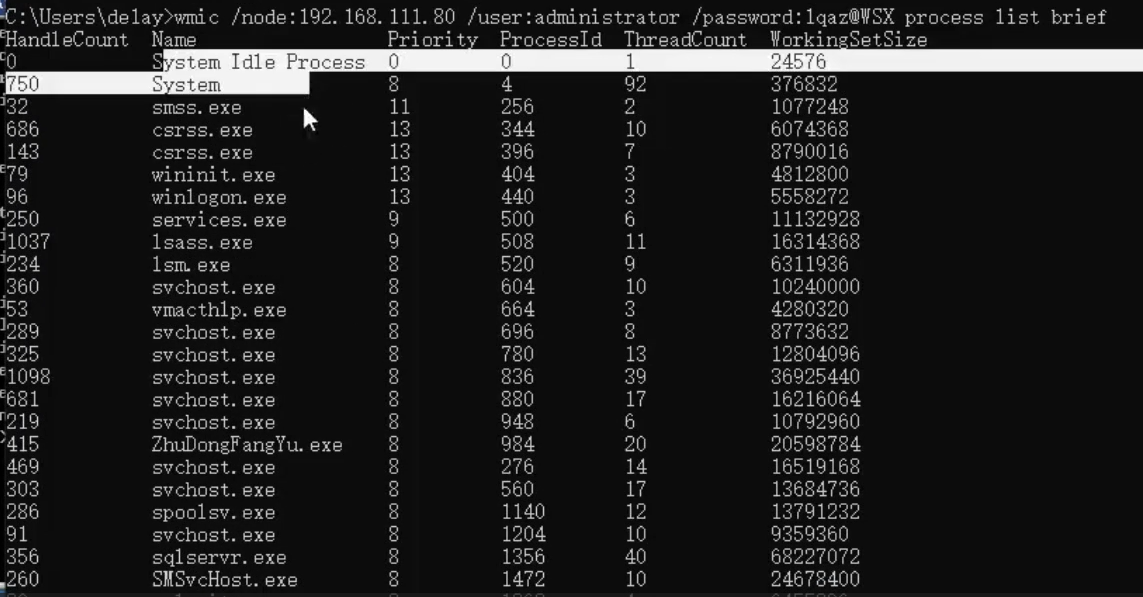 C:\Users\delay>wmic /node:192.168.111.80 /user:administrator /password:1qaz@WSX process list brief
HandleCount Name Priority ProcessId ThreadCount WorkingSetSize
0 System Idle Process 0 0 1 24576
750 System 8 4 92 376832
32 smss.exe 11 256 2 1077248
686 csrss.exe 13 344 10 6074368
143 csrss.exe 13 396 7 8790016
79 wininit.exe 13 404 3 4812800
96 winlogon.exe 13 440 3 5558272
250 services.exe 9 500 6 11132928
1037 lsass.exe 9 508 11 16314368
234 lsm.exe 8 520 9 6311936
360 svchost.exe 8 604 10 10240000
53 vmacthlp.exe 8 664 3 4280320
289 svchost.exe 8 696 8 8773632
325 svchost.exe 8 780 13 12804096
1098 svchost.exe 8 836 39 36925440
681 svchost.exe 8 880 17 16216064
219 svchost.exe 8 948 6 10792960
415 ZhuDongFangYu.exe 8 984 20 20598784
469 svchost.exe 8 276 14 16519168
303 svchost.exe 8 560 17 13684736
286 spoolsv.exe 8 1140 12 13791232
91 svchost.exe 8 1204 10 9359360
356 sqlservr.exe 8 1356 40 68227072
260 SMSvcHost.exe 8 1472 10 24678400